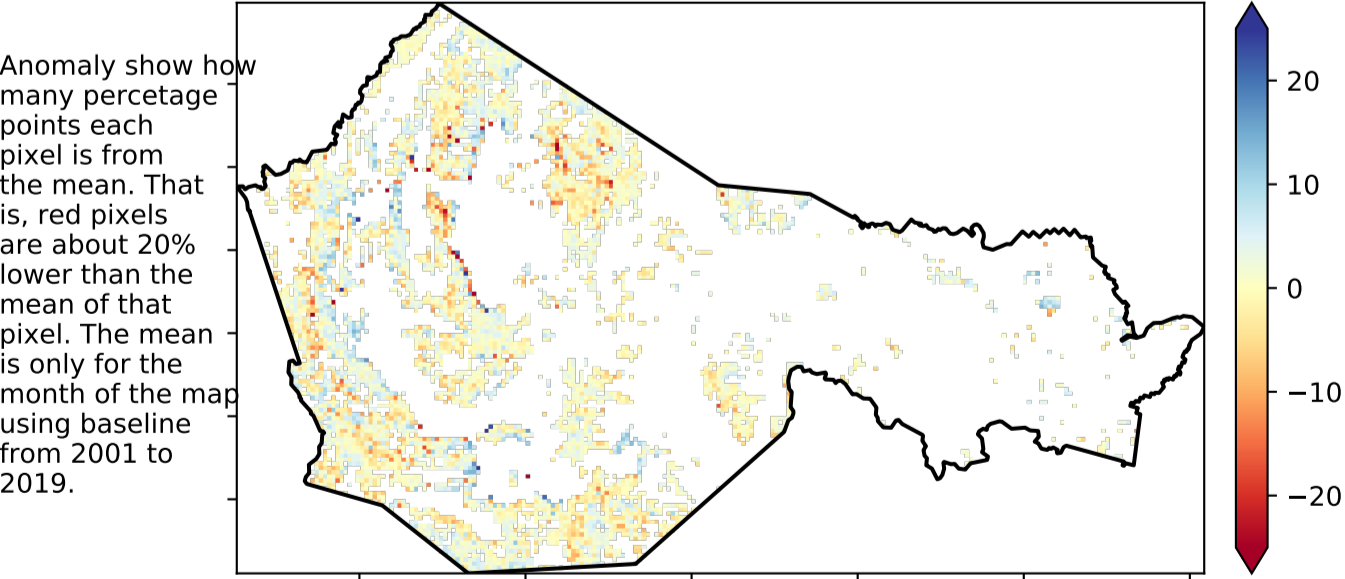 Anomaly show how
many percetage
points each
pixel is from
the mean. That
is, red pixels
are about 20%
lower than the
mean of that
pixel. The mean
is only for the
month of the map
using baseline
from 2001 to
2019.
20
10
0
−10
−20